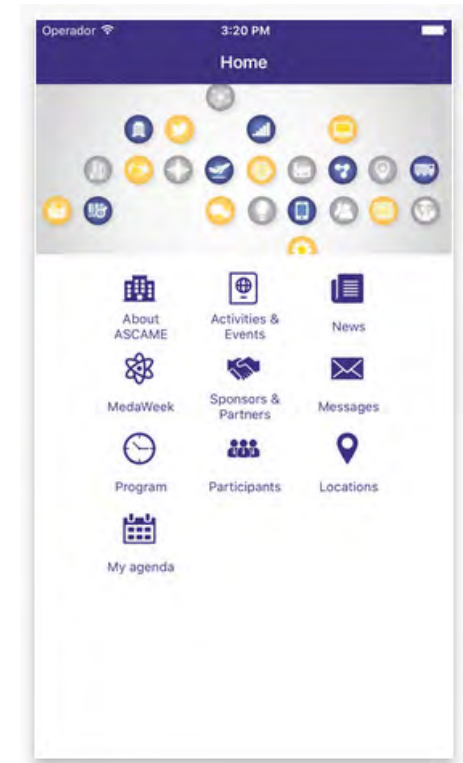 Operador 3:20 PM
Home
About
ASCAME
Activities &
Events
News
MedaWeek
Sponsors &
Partners
Messages
Program
Participants
Locations
My agenda